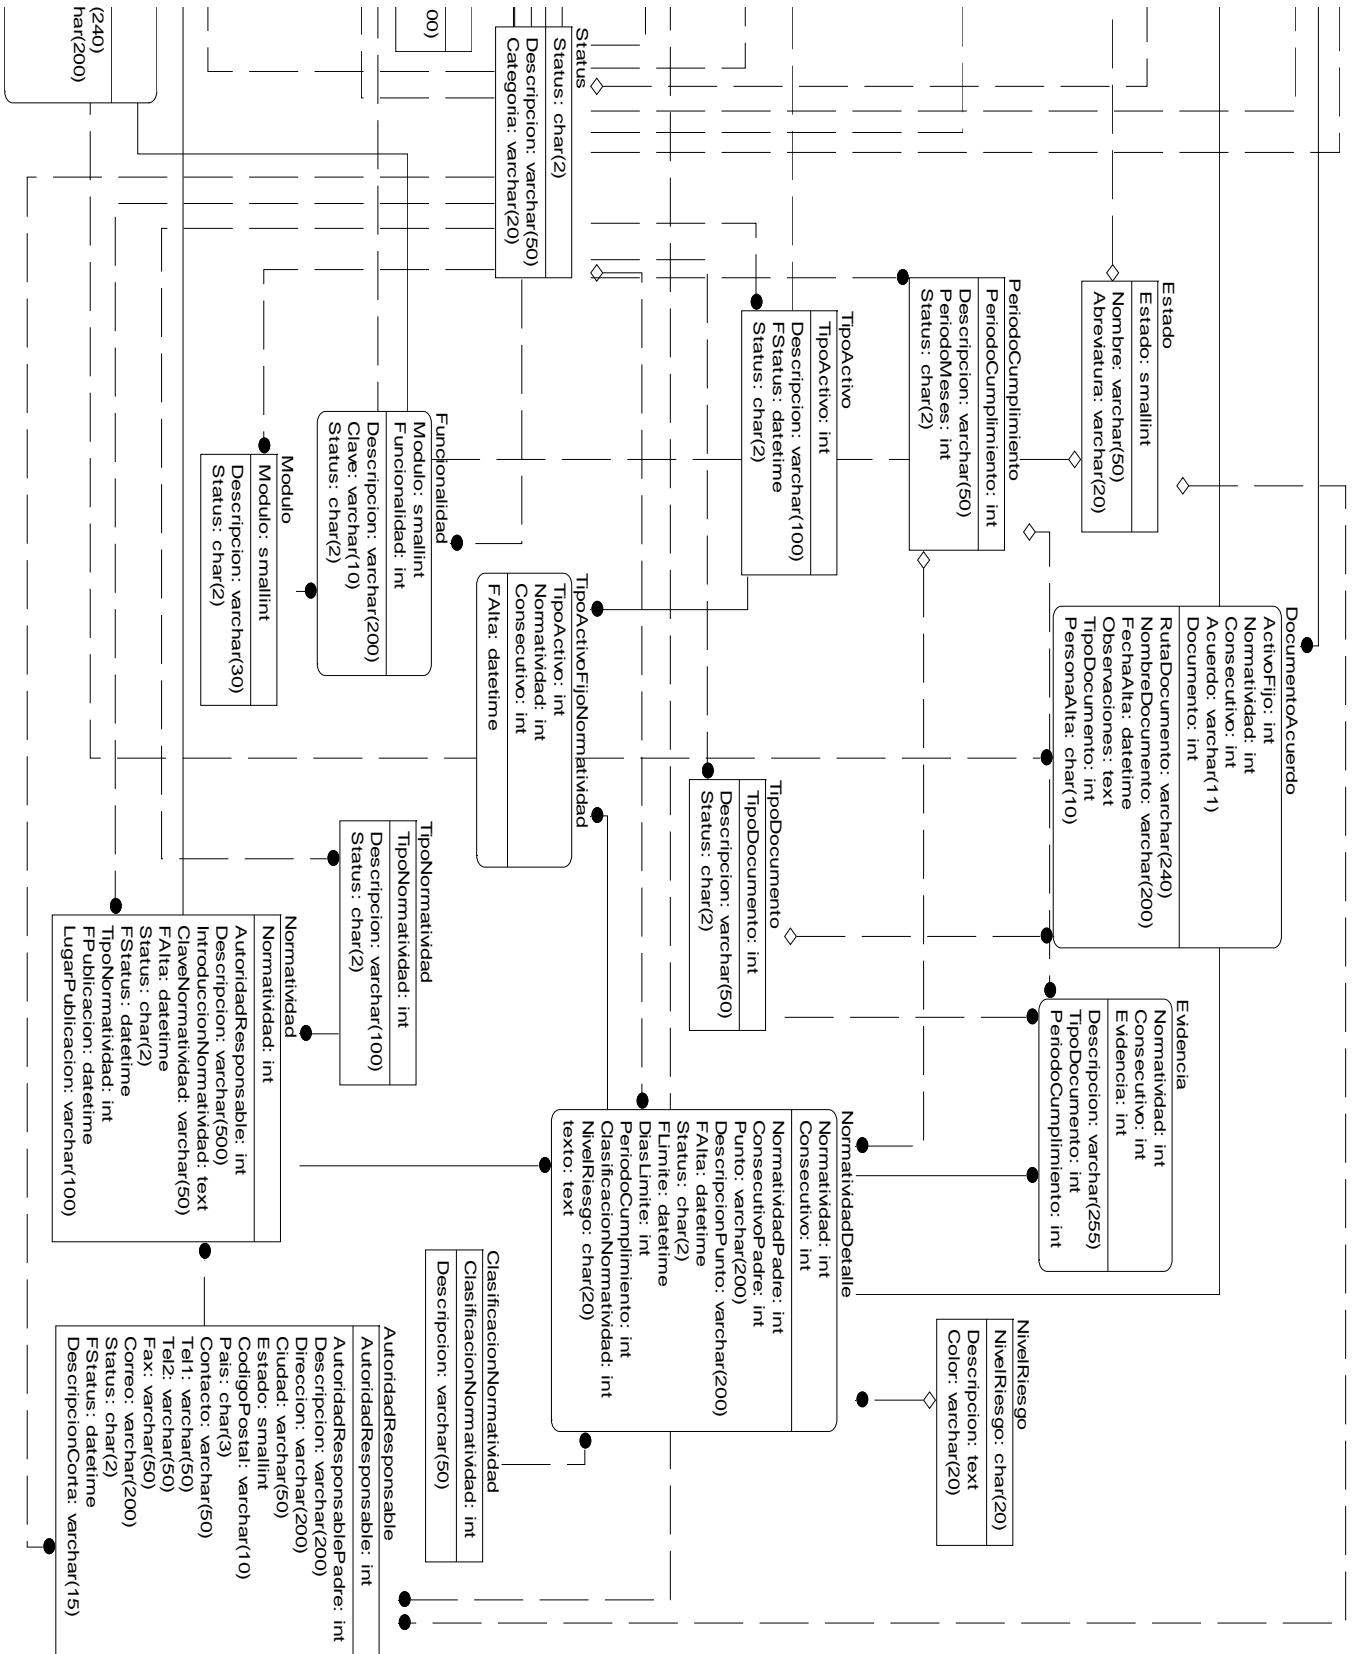 DocumentoAcuerdo
ActivoFijo: int
Normatividad: int
Consecutivo: int
Acuerdo: varchar(11)
Documento: int
RutaDocumento: varchar(240)
NombreDocumento: varchar(200)
FechaAlta: datetime
Observaciones: text
TipoDocumento: int
PersonaAlta: char(10)
Evidencia
Normatividad: int
Consecutivo: int
Evidencia: int
Descripcion: varchar(255)
TipoDocumento: int
PeriodoCumplimiento: int
Estado
Estado: smallint
Nombre: varchar(50)
Abreviatura: varchar(20)
NivelRiesgo
NivelRiesgo: char(20)
Descripcion: text
Color: varchar(20)
PeriodoCumplimiento
PeriodoCumplimiento: int
Descripcion: varchar(50)
PeriodoMeses: int
Status: char(2)
TipoActivo
TipoActivo: int
Descripcion: varchar(100)
FStatus: datetime
Status: char(2)
NormatividadDetalle
Normatividad: int
Consecutivo: int
NormatividadPadre: int
ConsecutivoPadre: int
Punto: varchar(200)
DescripcionPunto: varchar(200)
FAlta: datetime
Status: char(2)
FLimite: datetime
DiasLimite: int
PeriodoCumplimiento: int
ClasificacionNormatividad: int
NivelRiesgo: char(20)
texto: text
TipoDocumento
TipoDocumento: int
Descripcion: varchar(50)
Status: char(2)
Status
Status: char(2)
Descripcion: varchar(50)
Categoria: varchar(20)
TipoActivoFijoNormatividad
TipoActivo: int
Normatividad: int
Consecutivo: int
FAlta: datetime
ClasificacionNormatividad
ClasificacionNormatividad: int
Descripcion: varchar(50)
Funcionalidad
Modulo: smallint
Funcionalidad: int
Descripcion: varchar(200)
Clave: varchar(10)
Status: char(2)
00)
TipoNormatividad
TipoNormatividad: int
Descripcion: varchar(100)
Status: char(2)
AutoridadResponsable
AutoridadResponsable: int
AutoridadResponsablePadre: int
Descripcion: varchar(200)
Direccion: varchar(200)
Ciudad: varchar(50)
Estado: smallint
CodigoPostal: varchar(10)
Pais: char(3)
Contacto: varchar(50)
Tel1: varchar(50)
Tel2: varchar(50)
Fax: varchar(50)
Correo: varchar(200)
Status: char(2)
FStatus: datetime
DescripcionCorta: varchar(15)
Normatividad
Normatividad: int
AutoridadResponsable: int
Descripcion: varchar(500)
IntroduccionNormatividad: text
ClaveNormatividad: varchar(50)
FAlta: datetime
Status: char(2)
FStatus: datetime
TipoNormatividad: int
FPublicacion: datetime
LugarPublicacion: varchar(100)
Modulo
Modulo: smallint
Descripcion: varchar(30)
Status: char(2)
(240)
har(200)